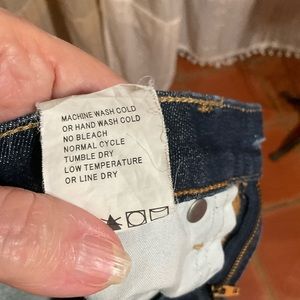 MACHINE WASH COLD
OR HAND WASH COLD
NO BLEACH
NORMAL CYCLE
TUMBLE DRY
LOW TEMPERATURE
OR LINE DRY